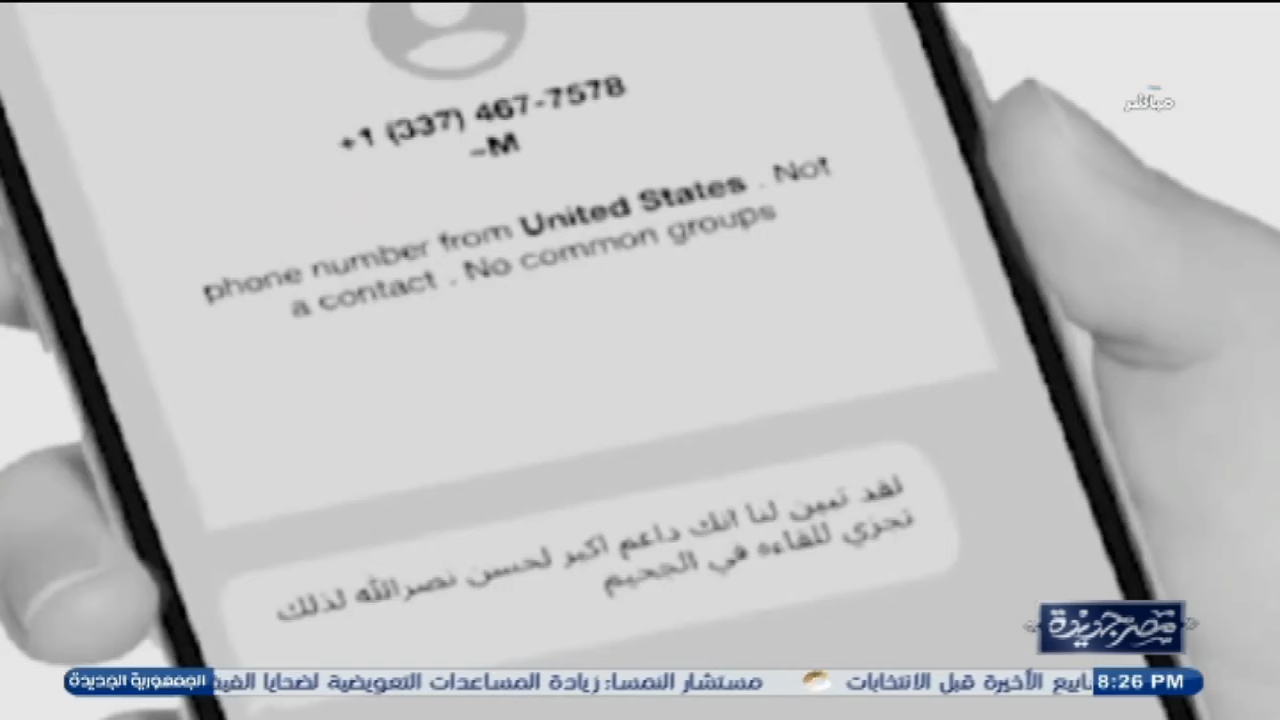 +1 (337) 467-7578
~M
phone number from United States . Not
a contact . No common groups
مباشر
لقد تبين لنا انك داعم اكبر لحسن نصرالله لذلك
تجزي للقاءه في الجحيم
مصر جديدة
8:26 PM
ابيع الأخيرة قبل الانتخابات
مستشار النمسا: زيادة المساعدات التعويضية لضحايا
الجمهورية الجديدة